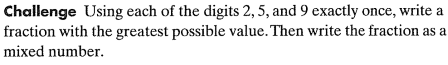 Challenge Using each of the digits 2, 5, and 9 exactly once, write a
fraction with the greatest possible value. Then write the fraction as a
mixed number.